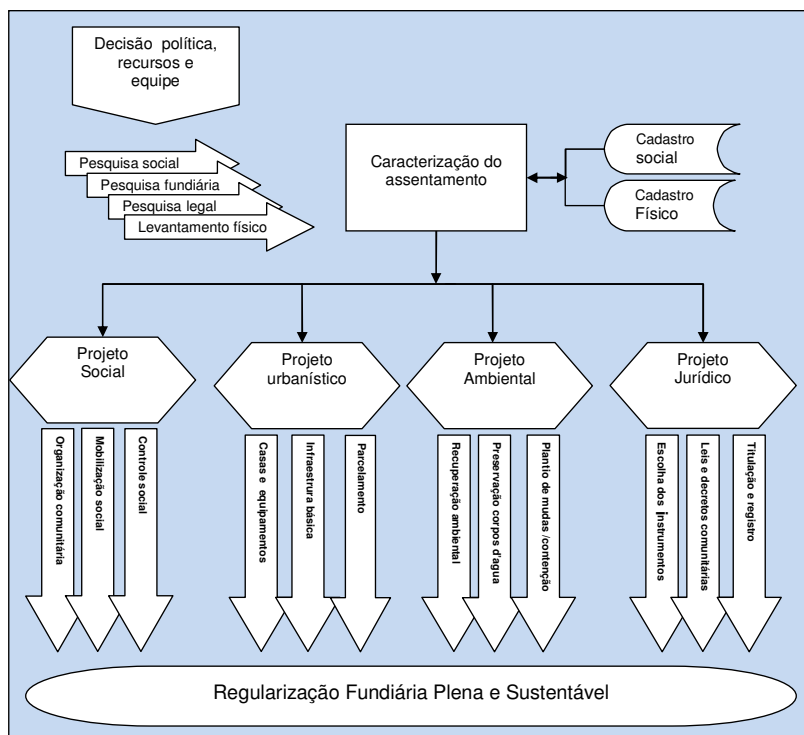 Decisão política,
recursos e
equipe
Pesquisa social
Pesquisa fundiária
Pesquisa legal
Levantamento físico
Caracterização do
assentamento
Cadastro
social
Cadastro
Físico
Projeto
Social
Projeto
urbanístico
Projeto
Ambiental
Projeto
Jurídico
Organização comunitária
Mobilização social
Controle social
Casas e equipamentos
Infraestrura básica
Parcelamento
Recuperação ambiental
Preservação corpos d'agua
Plantio de mudas /contenção
Escolha dos instrumentos
Leis e decretos comunitárias
Titulação e registro
Regularização Fundiária Plena e Sustentável